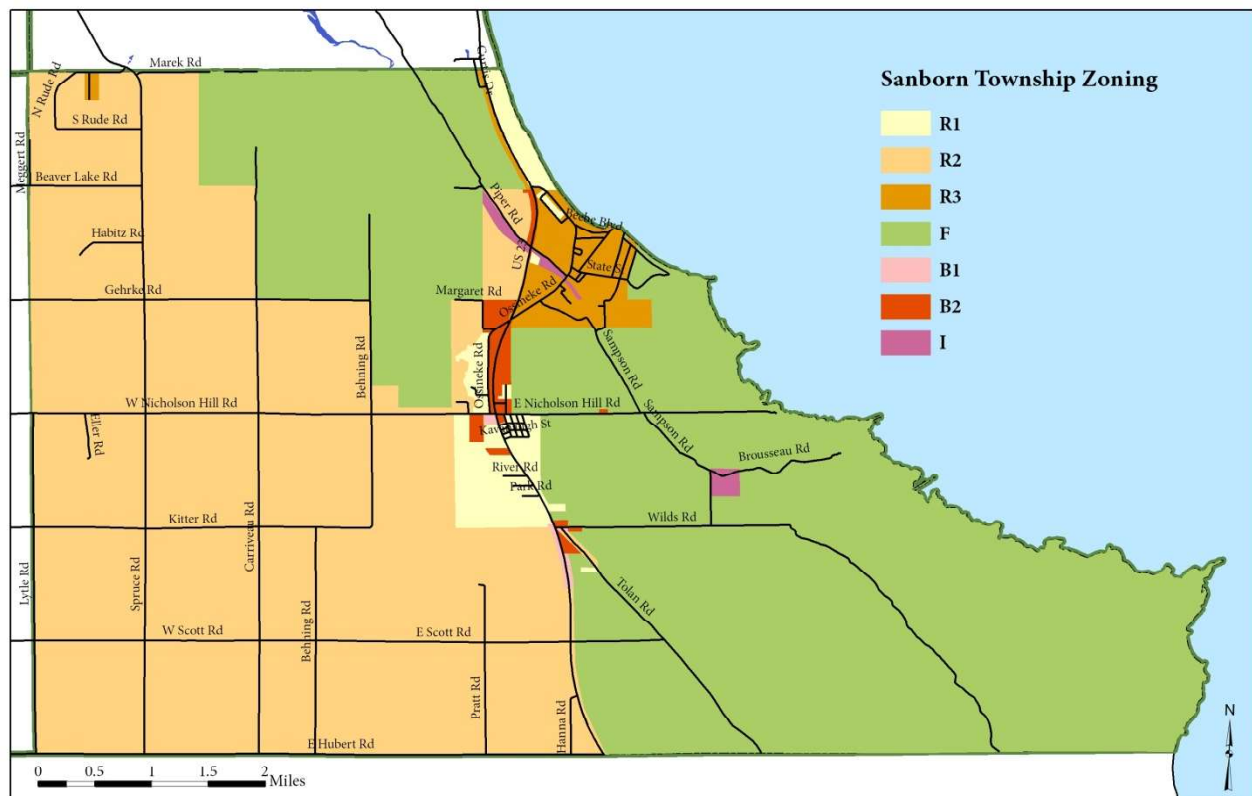 Sanborn Township Zoning
R1
R2
R3
F
B1
B2
I
Marek Rd
N Rude Rd
S Rude Rd
Meggert Rd
Beaver Lake Rd
Habitz Rd
Gehrke Rd
Curtis Cr
Piper Rd
Beebe Blvd
US 23
State St
Margaret Rd
Ossineke Rd
Ossineke Rd
Behning Rd
Sampson Rd
W Nicholson Hill Rd
E Nicholson Hill Rd
Sampson Rd
Brousseau Rd
River Rd
Park Rd
Kitter Rd
Wilds Rd
Carriveau Rd
Lytle Rd
Spruce Rd
Behning Rd
Tolan Rd
W Scott Rd
E Scott Rd
Pratt Rd
Hanna Rd
E Hubert Rd
N
0 0.5 1 1.5 2
Miles